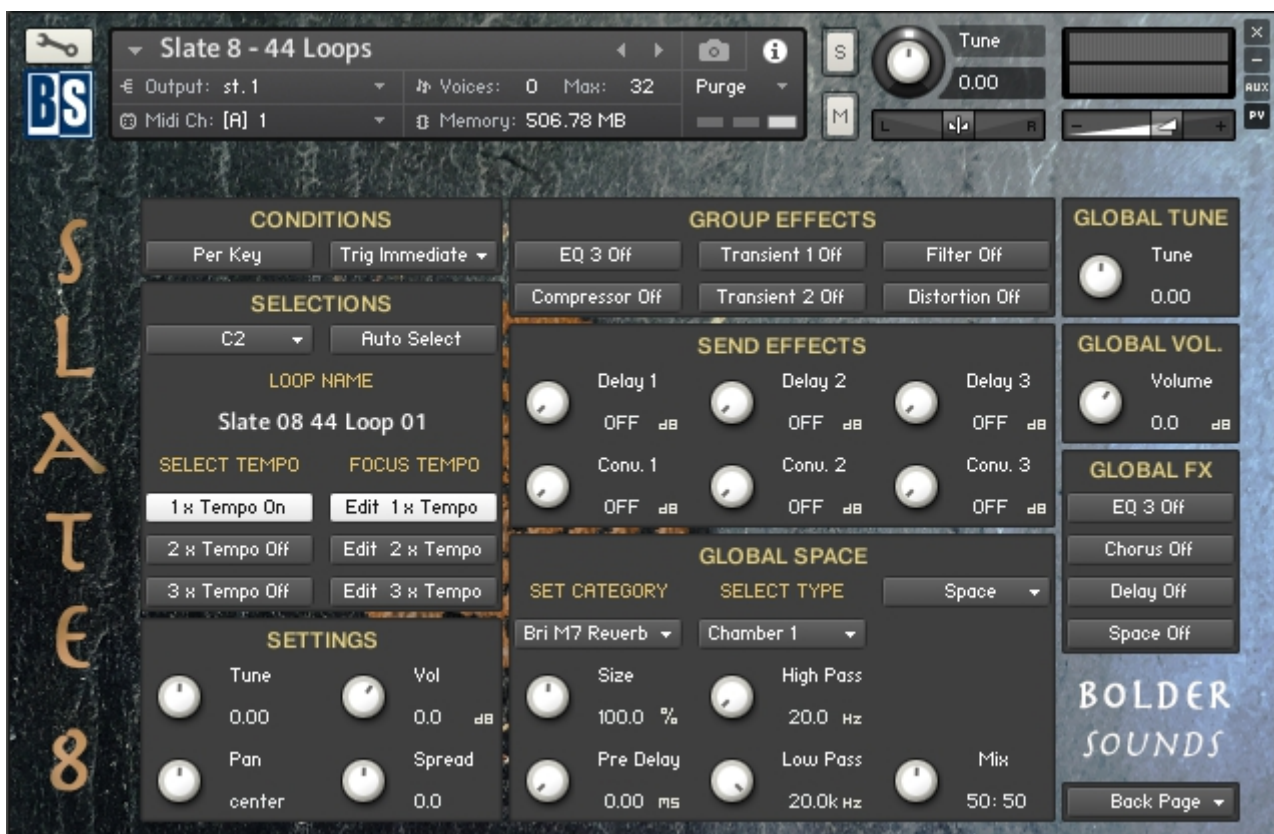 Slate 8 - 44 Loops
Output: st. 1
Voices: 0 Max: 32
Purge
Midi Ch: [A] 1
Memory: 506.78 MB
BS
S
M
Tune
0.00
L
R
-
+
x
-
AUX
PV
SLATE 8
CONDITIONS
Per Key
Trig Immediate
SELECTIONS
C2
Auto Select
LOOP NAME
Slate 08 44 Loop 01
SELECT TEMPO
FOCUS TEMPO
1 x Tempo On
Edit 1 x Tempo
2 x Tempo Off
Edit 2 x Tempo
3 x Tempo Off
Edit 3 x Tempo
SETTINGS
Tune
0.00
Vol
0.0 dB
Pan
center
Spread
0.0
GROUP EFFECTS
EQ 3 Off
Transient 1 Off
Filter Off
Compressor Off
Transient 2 Off
Distortion Off
SEND EFFECTS
Delay 1
OFF dB
Delay 2
OFF dB
Delay 3
OFF dB
Conv. 1
OFF dB
Conv. 2
OFF dB
Conv. 3
OFF dB
GLOBAL SPACE
SET CATEGORY
SELECT TYPE
Space
Bri M7 Reverb
Chamber 1
Size
100.0 %
High Pass
20.0 Hz
Pre Delay
0.00 ms
Low Pass
20.0k Hz
Mix
50: 50
GLOBAL TUNE
Tune
0.00
GLOBAL VOL.
Volume
0.0 dB
GLOBAL FX
EQ 3 Off
Chorus Off
Delay Off
Space Off
BOLDER
SOUNDS
Back Page